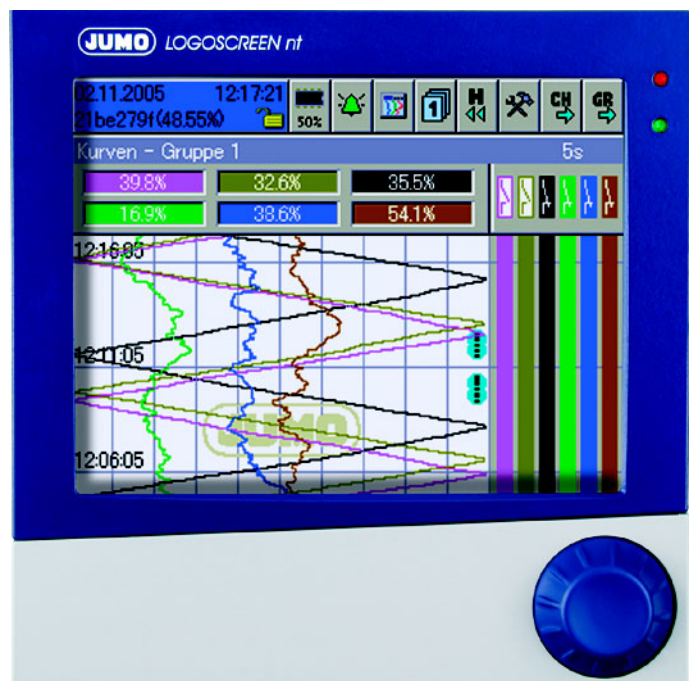 JUMO LOGOSCREEN nt
02.11.2005 12:17:21
21be279f(48.55%)
50% 1 H CH GR
Kurven - Gruppe 1 5s
39.8% 32.6% 35.5%
16.9% 38.6% 54.1%
12:16:05
12:11:05
JUMO
12:06:05